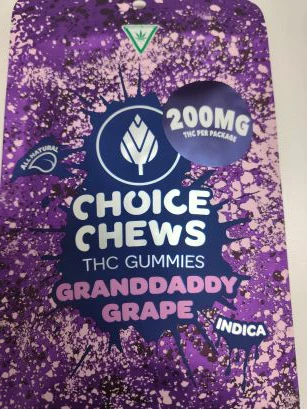 200MG
THC PER PACKAGE
ALL NATURAL
CHOICE
CHEWS
THC GUMMIES
GRANDDADDY
GRAPE
INDICA